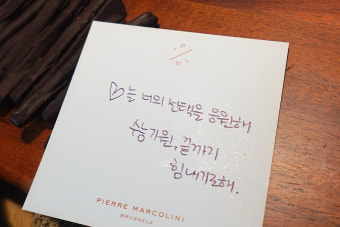 ♡늘 너의 선택을 응원해
승가원, 끝까지
힘내기로해.
PIERRE MARCOLINI
BRUSSELS